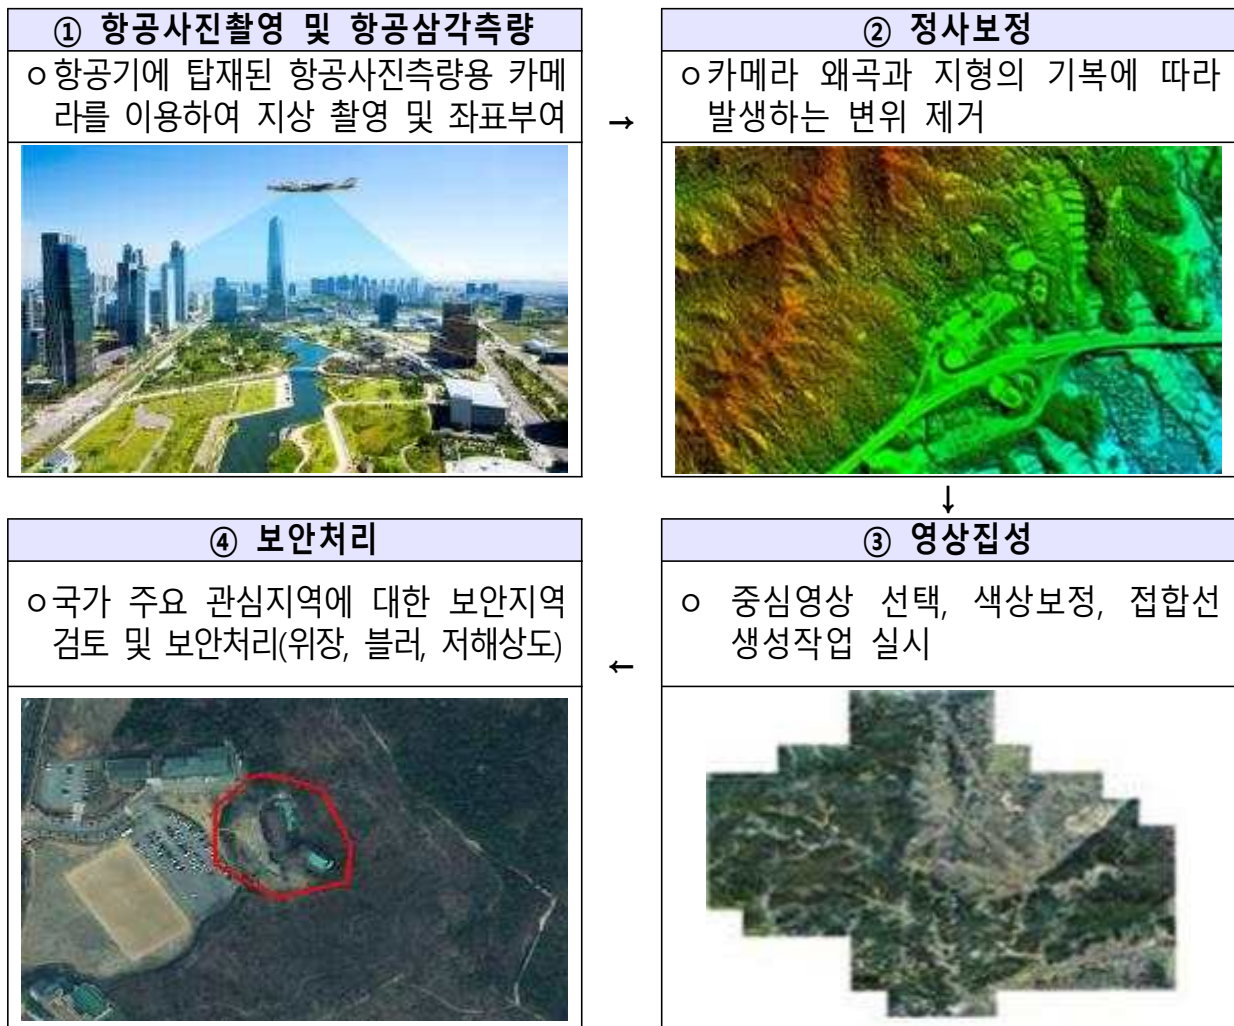 ① 항공사진촬영 및 항공삼각측량
ㅇ항공기에 탑재된 항공사진측량용 카메
라를 이용하여 지상 촬영 및 좌표부여
→
② 정사보정
ㅇ카메라 왜곡과 지형의 기복에 따라
발생하는 변위 제거
↓
③ 영상집성
ㅇ 중심영상 선택, 색상보정, 접합선
생성작업 실시
←
④ 보안처리
ㅇ국가 주요 관심지역에 대한 보안지역
검토 및 보안처리(위장, 블러, 저해상도)